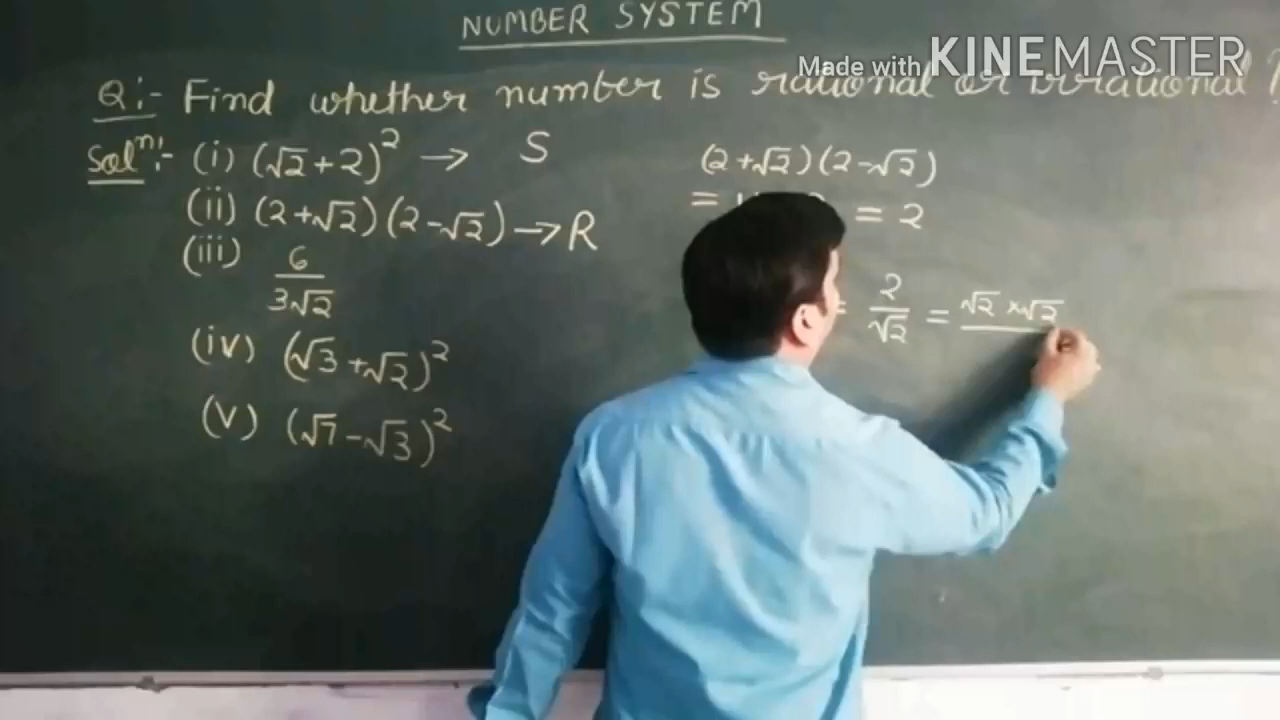 NUMBER SYSTEM
Made with KINEMASTER
Q:- Find whether number is rational or irrational?
Solⁿ:- (i) (√2+2)² → S
(ii) (2+√2)(2-√2) → R
(iii) 6/3√2
(iv) (√3+√2)²
(v) (√7-√3)²
(2+√2)(2-√2)
= = 2
= 2/√2 = √2×√2